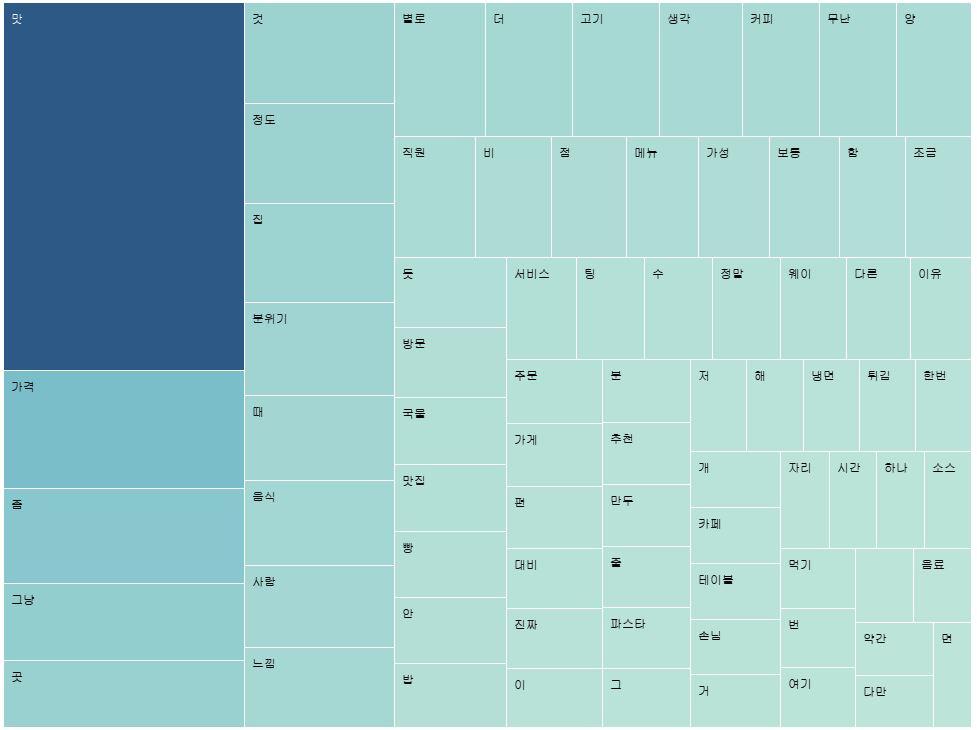 맛
가격
좀
그냥
곳
것
정도
집
분위기
때
음식
사람
느낌
별로
더
고기
생각
커피
무난
양
직원
비
점
메뉴
가성
보통
함
조금
듯
방문
국물
맛집
빵
안
밥
서비스
팅
수
정말
웨이
다른
이유
주문
가게
편
대비
진짜
이
분
추천
만두
줄
파스타
그
저
해
냉면
튀김
한번
개
카페
테이블
손님
거
자리
시간
하나
소스
먹기
번
여기
음료
약간
다만
면